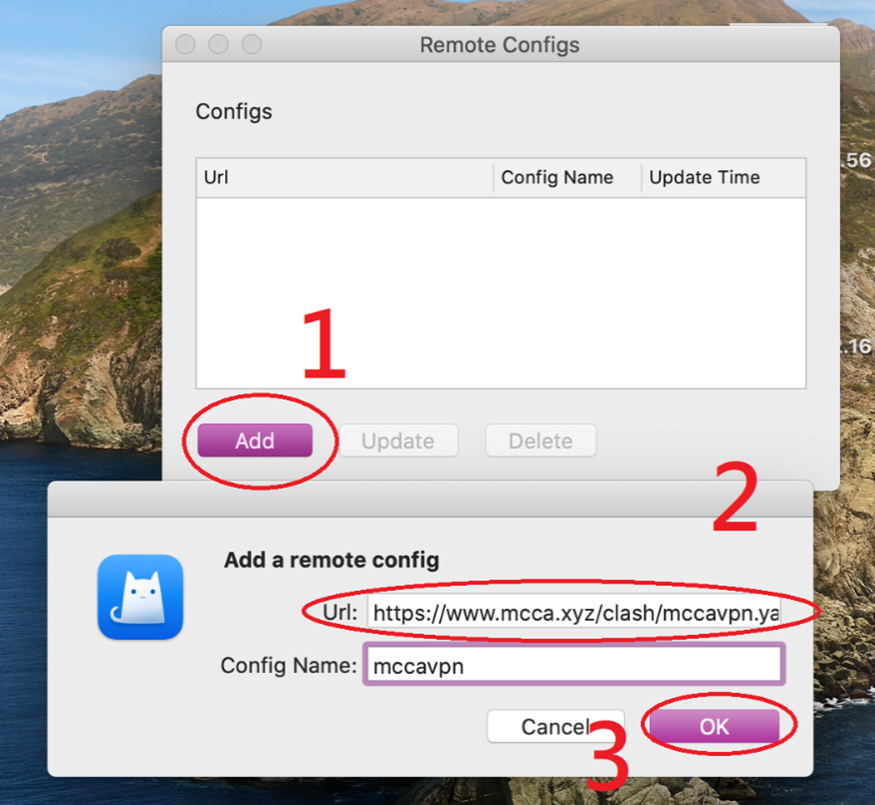 Remote Configs
Configs
Url Config Name Update Time
.56
.16
1
Add Update Delete
2
Add a remote config
Url: https://www.mcca.xyz/clash/mccavpn.ya
Config Name: mccavpn
Cancel OK
3